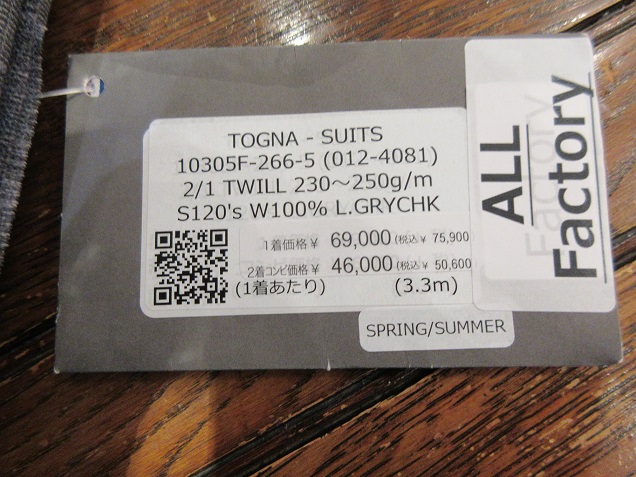 TOGNA - SUITS
10305F-266-5 (012-4081)
2/1 TWILL 230～250g/m
S120's W100% L.GRYCHK
1着価格￥ 69,000 (税込￥ 75,900
2着コンビ価格￥ 46,000 (税込￥ 50,600
(1着あたり) (3.3m)
SPRING/SUMMER
ALL
Factory